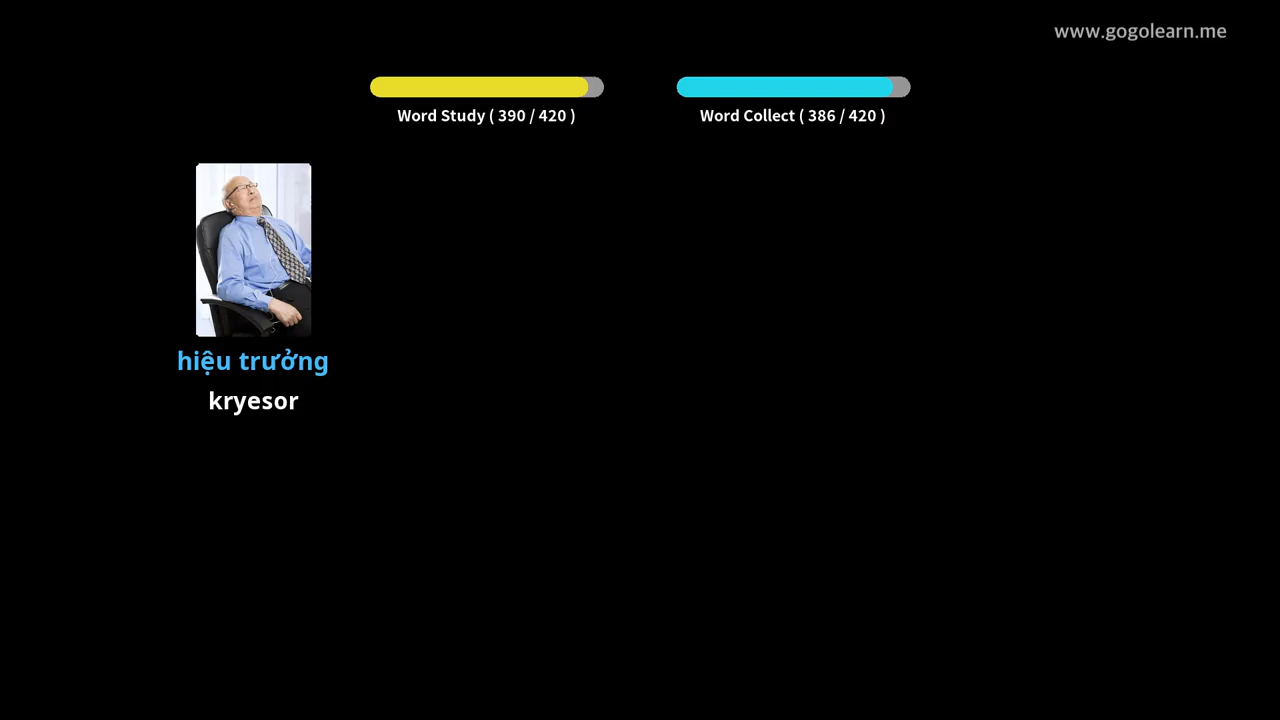 www.gogolearn.me
Word Study ( 390 / 420 )
Word Collect ( 386 / 420 )
hiệu trưởng
kryesor